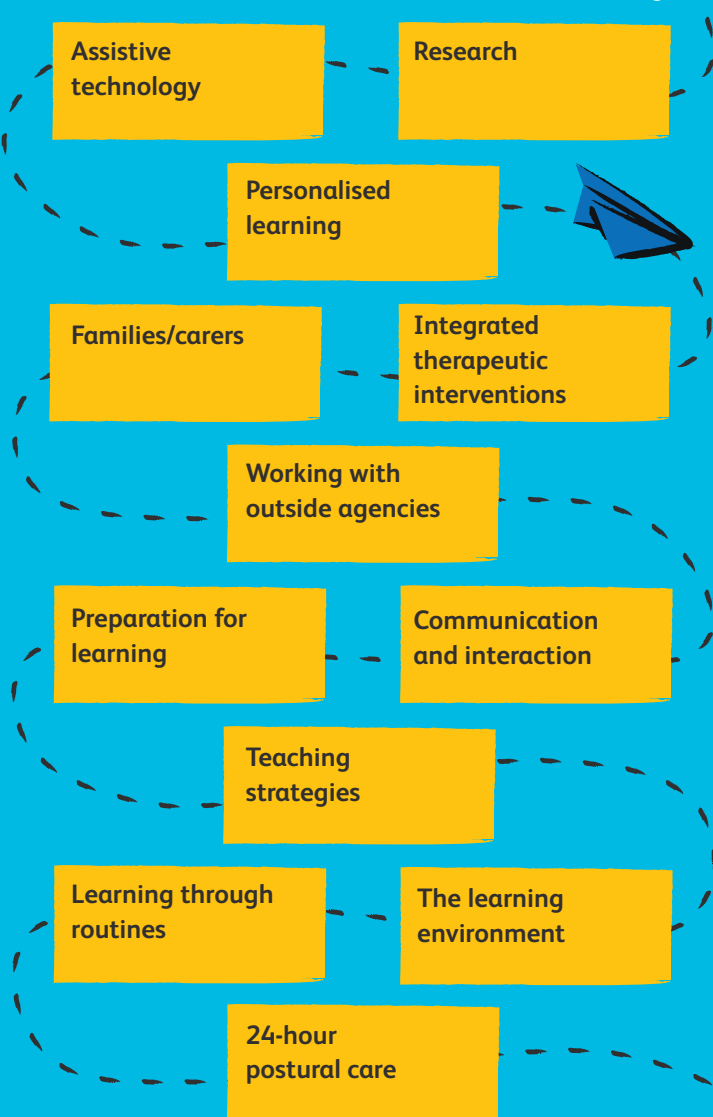 Assistive
technology
Research
Personalised
learning
Families/carers
Integrated
therapeutic
interventions
Working with
outside agencies
Preparation for
learning
Communication
and interaction
Teaching
strategies
Learning through
routines
The learning
environment
24-hour
postural care